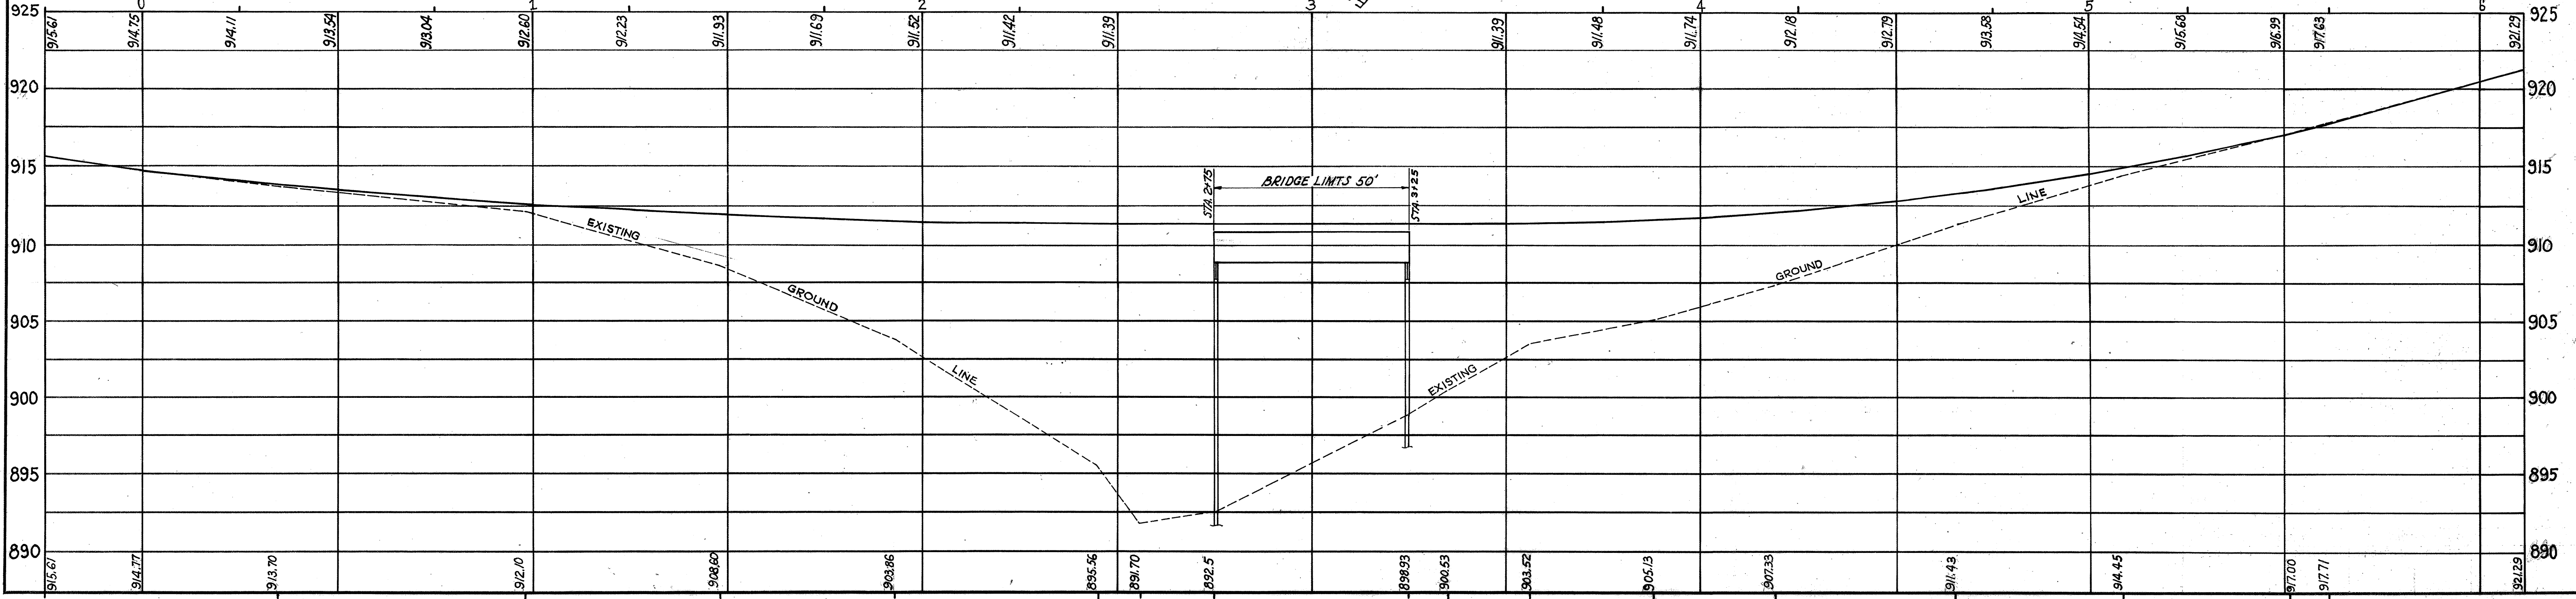 0 1 2 3 4 5 6
925 925
915.61 914.75 914.11 913.54 913.04 912.60 912.23 911.93 911.69 911.52 911.42 911.39 911.39 911.48 911.74 912.18 912.79 913.58 914.54 915.68 916.99 917.63 921.29
920 920
915 915
STA. 2+75
BRIDGE LIMTS 50'
STA. 3+25
LINE
EXISTING
910 910
GROUND
GROUND
905 905
LINE
EXISTING
900 900
895 895
890 890
915.61 914.77 913.70 912.10 908.60 903.86 895.56 891.70 892.5 898.93 900.53 903.52 905.13 907.33 911.43 914.45 917.00 917.71 921.29